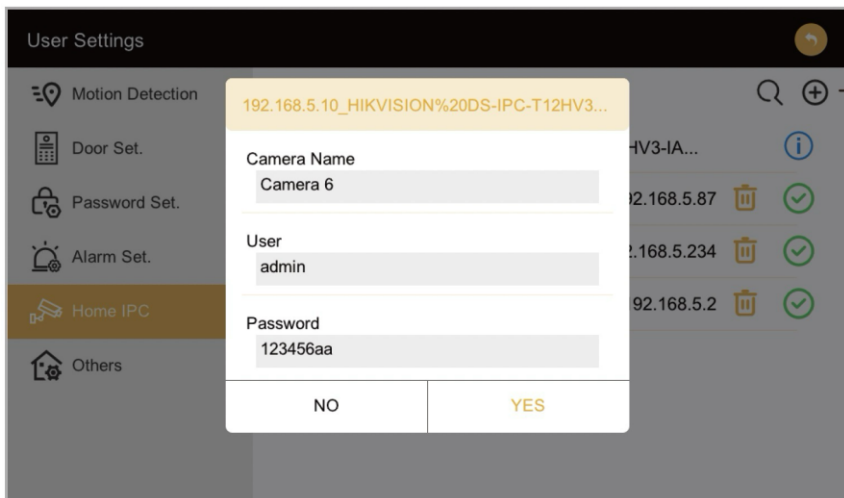 User Settings
Motion Detection
Door Set.
Password Set.
Alarm Set.
Home IPC
Others
192.168.5.10_HIKVISION%20DS-IPC-T12HV3...
Camera Name
Camera 6
User
admin
Password
123456aa
NO
YES
HV3-IA...
92.168.5.87
2.168.5.234
192.168.5.2